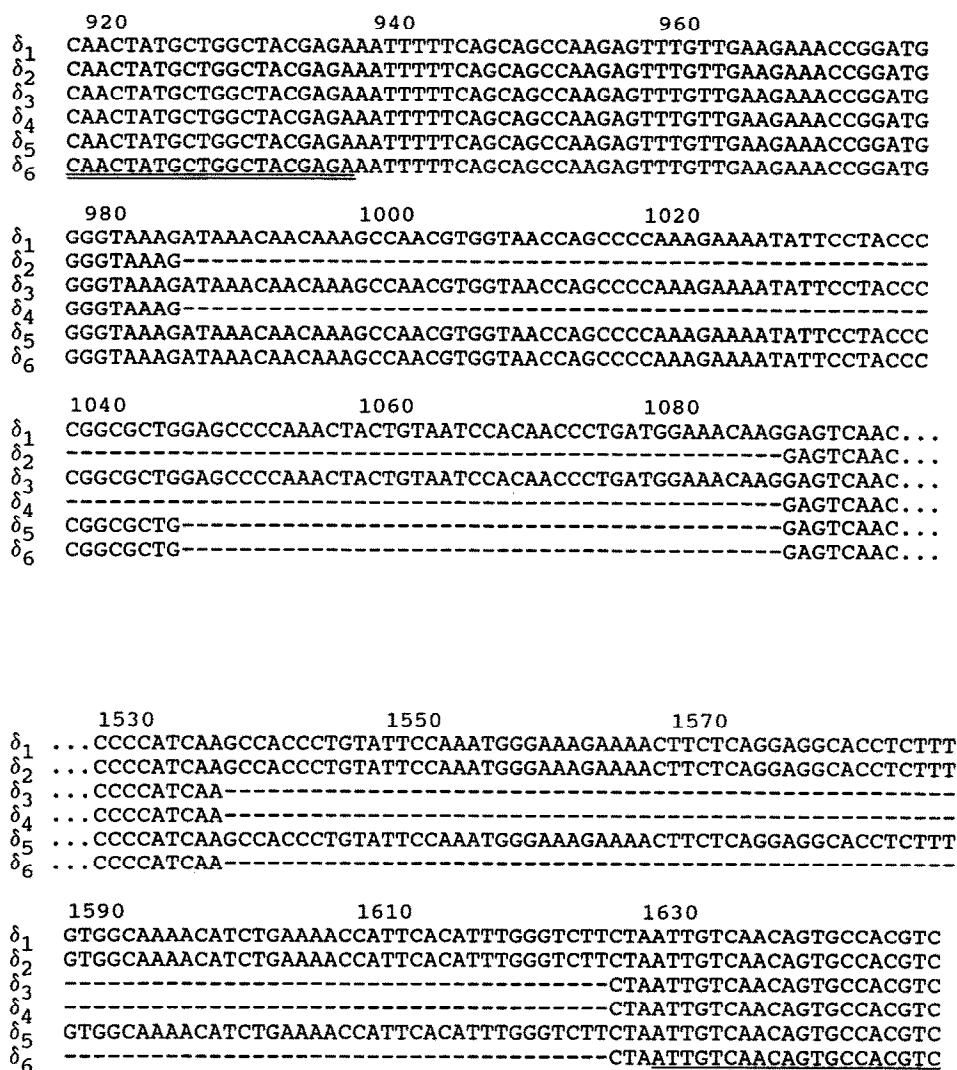 920 940 960
δ1 CAACTATGCTGGCTACGAGAAATTTTTCAGCAGCCAAGAGTTTGTTGAAGAAACCGGATG
δ2 CAACTATGCTGGCTACGAGAAATTTTTCAGCAGCCAAGAGTTTGTTGAAGAAACCGGATG
δ3 CAACTATGCTGGCTACGAGAAATTTTTCAGCAGCCAAGAGTTTGTTGAAGAAACCGGATG
δ4 CAACTATGCTGGCTACGAGAAATTTTTCAGCAGCCAAGAGTTTGTTGAAGAAACCGGATG
δ5 CAACTATGCTGGCTACGAGAAATTTTTCAGCAGCCAAGAGTTTGTTGAAGAAACCGGATG
δ6 CAACTATGCTGGCTACGAGAAATTTTTCAGCAGCCAAGAGTTTGTTGAAGAAACCGGATG
980 1000 1020
δ1 GGGTAAAGATAAACAACAAAGCCAACGTGGTAACCAGCCCCAAAGAAAATATTCCTACCC
δ2 GGGTAAAG----------------------------------------------------
δ3 GGGTAAAGATAAACAACAAAGCCAACGTGGTAACCAGCCCCAAAGAAAATATTCCTACCC
δ4 GGGTAAAG----------------------------------------------------
δ5 GGGTAAAGATAAACAACAAAGCCAACGTGGTAACCAGCCCCAAAGAAAATATTCCTACCC
δ6 GGGTAAAGATAAACAACAAAGCCAACGTGGTAACCAGCCCCAAAGAAAATATTCCTACCC
1040 1060 1080
δ1 CGGCGCTGGAGCCCCAAACTACTGTAATCCACAACCCTGATGGAAACAAGGAGTCAAC...
δ2 --------------------------------------------------GAGTCAAC...
δ3 CGGCGCTGGAGCCCCAAACTACTGTAATCCACAACCCTGATGGAAACAAGGAGTCAAC...
δ4 --------------------------------------------------GAGTCAAC...
δ5 CGGCGCTG------------------------------------------GAGTCAAC...
δ6 CGGCGCTG------------------------------------------GAGTCAAC...
1530 1550 1570
δ1 ...CCCCATCAAGCCACCCTGTATTCCAAATGGGAAAGAAAACTTCTCAGGAGGCACCTCTTT
δ2 ...CCCCATCAAGCCACCCTGTATTCCAAATGGGAAAGAAAACTTCTCAGGAGGCACCTCTTT
δ3 ...CCCCATCAA---------------------------------------------------
δ4 ...CCCCATCAA---------------------------------------------------
δ5 ...CCCCATCAAGCCACCCTGTATTCCAAATGGGAAAGAAAACTTCTCAGGAGGCACCTCTTT
δ6 ...CCCCATCAA---------------------------------------------------
1590 1610 1630
δ1 GTGGCAAAACATCTGAAAACCATTCACATTTGGGTCTTCTAATTGTCAACAGTGCCACGTC
δ2 GTGGCAAAACATCTGAAAACCATTCACATTTGGGTCTTCTAATTGTCAACAGTGCCACGTC
δ3 --------------------------------------CTAATTGTCAACAGTGCCACGTC
δ4 --------------------------------------CTAATTGTCAACAGTGCCACGTC
δ5 GTGGCAAAACATCTGAAAACCATTCACATTTGGGTCTTCTAATTGTCAACAGTGCCACGTC
δ6 --------------------------------------CTAATTGTCAACAGTGCCACGTC